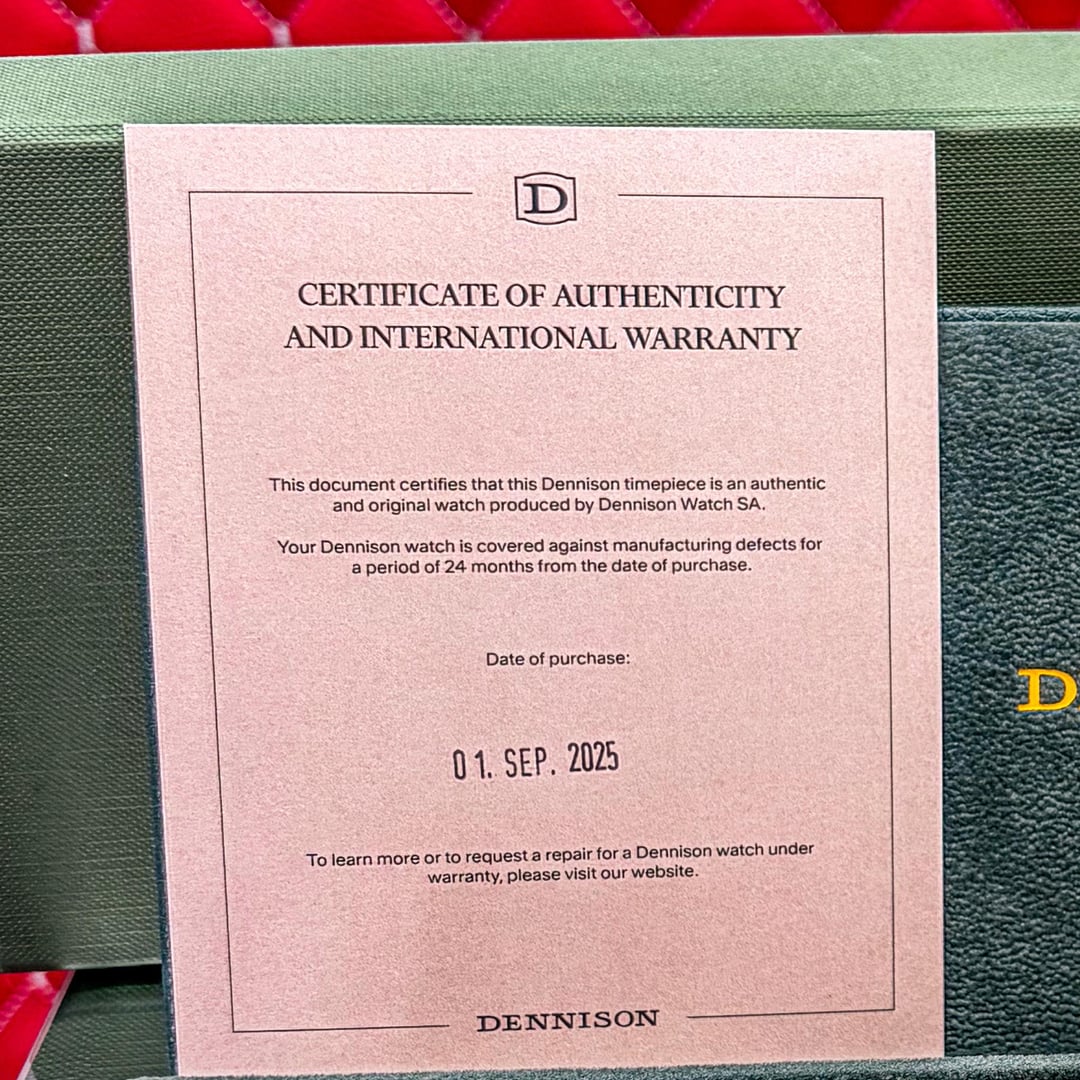 D
CERTIFICATE OF AUTHENTICITY
AND INTERNATIONAL WARRANTY
This document certifies that this Dennison timepiece is an authentic
and original watch produced by Dennison Watch SA.
Your Dennison watch is covered against manufacturing defects for
a period of 24 months from the date of purchase.
Date of purchase:
01. SEP. 2025
To learn more or to request a repair for a Dennison watch under
warranty, please visit our website.
DENNISON
D